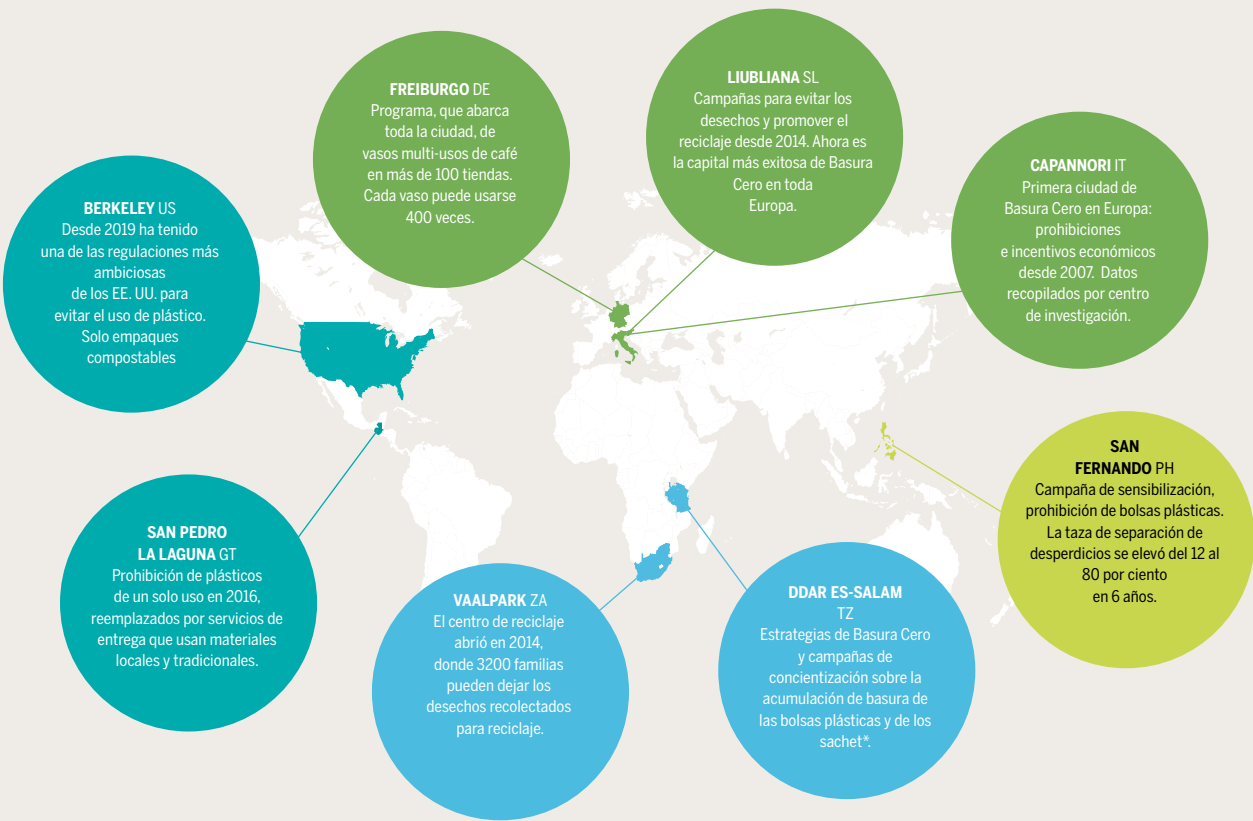 FREIBURGO DE
Programa, que abarca
toda la ciudad, de
vasos multi-usos de café
en más de 100 tiendas.
Cada vaso puede usarse
400 veces.
LIUBLIANA SL
Campañas para evitar los
desechos y promover el
reciclaje desde 2014. Ahora es
la capital más exitosa de Basura
Cero en toda
Europa.
CAPANNORI IT
Primera ciudad de
Basura Cero en Europa:
prohibiciones
e incentivos económicos
desde 2007. Datos
recopilados por centro
de investigación.
BERKELEY US
Desde 2019 ha tenido
una de las regulaciones más
ambiciosas
de los EE. UU. para
evitar el uso de plástico.
Solo empaques
compostables
SAN
FERNANDO PH
Campaña de sensibilización,
prohibición de bolsas plásticas.
La taza de separación de
desperdicios se elevó del 12 al
80 por ciento
en 6 años.
SAN PEDRO
LA LAGUNA GT
Prohibición de plásticos
de un solo uso en 2016,
reemplazados por servicios de
entrega que usan materiales
locales y tradicionales.
VAALPARK ZA
El centro de reciclaje
abrió en 2014,
donde 3200 familias
pueden dejar los
desechos recolectados
para reciclaje.
DDAR ES-SALAM
TZ
Estrategias de Basura Cero
y campañas de
concientización sobre la
acumulación de basura de
las bolsas plásticas y de los
sachet*.